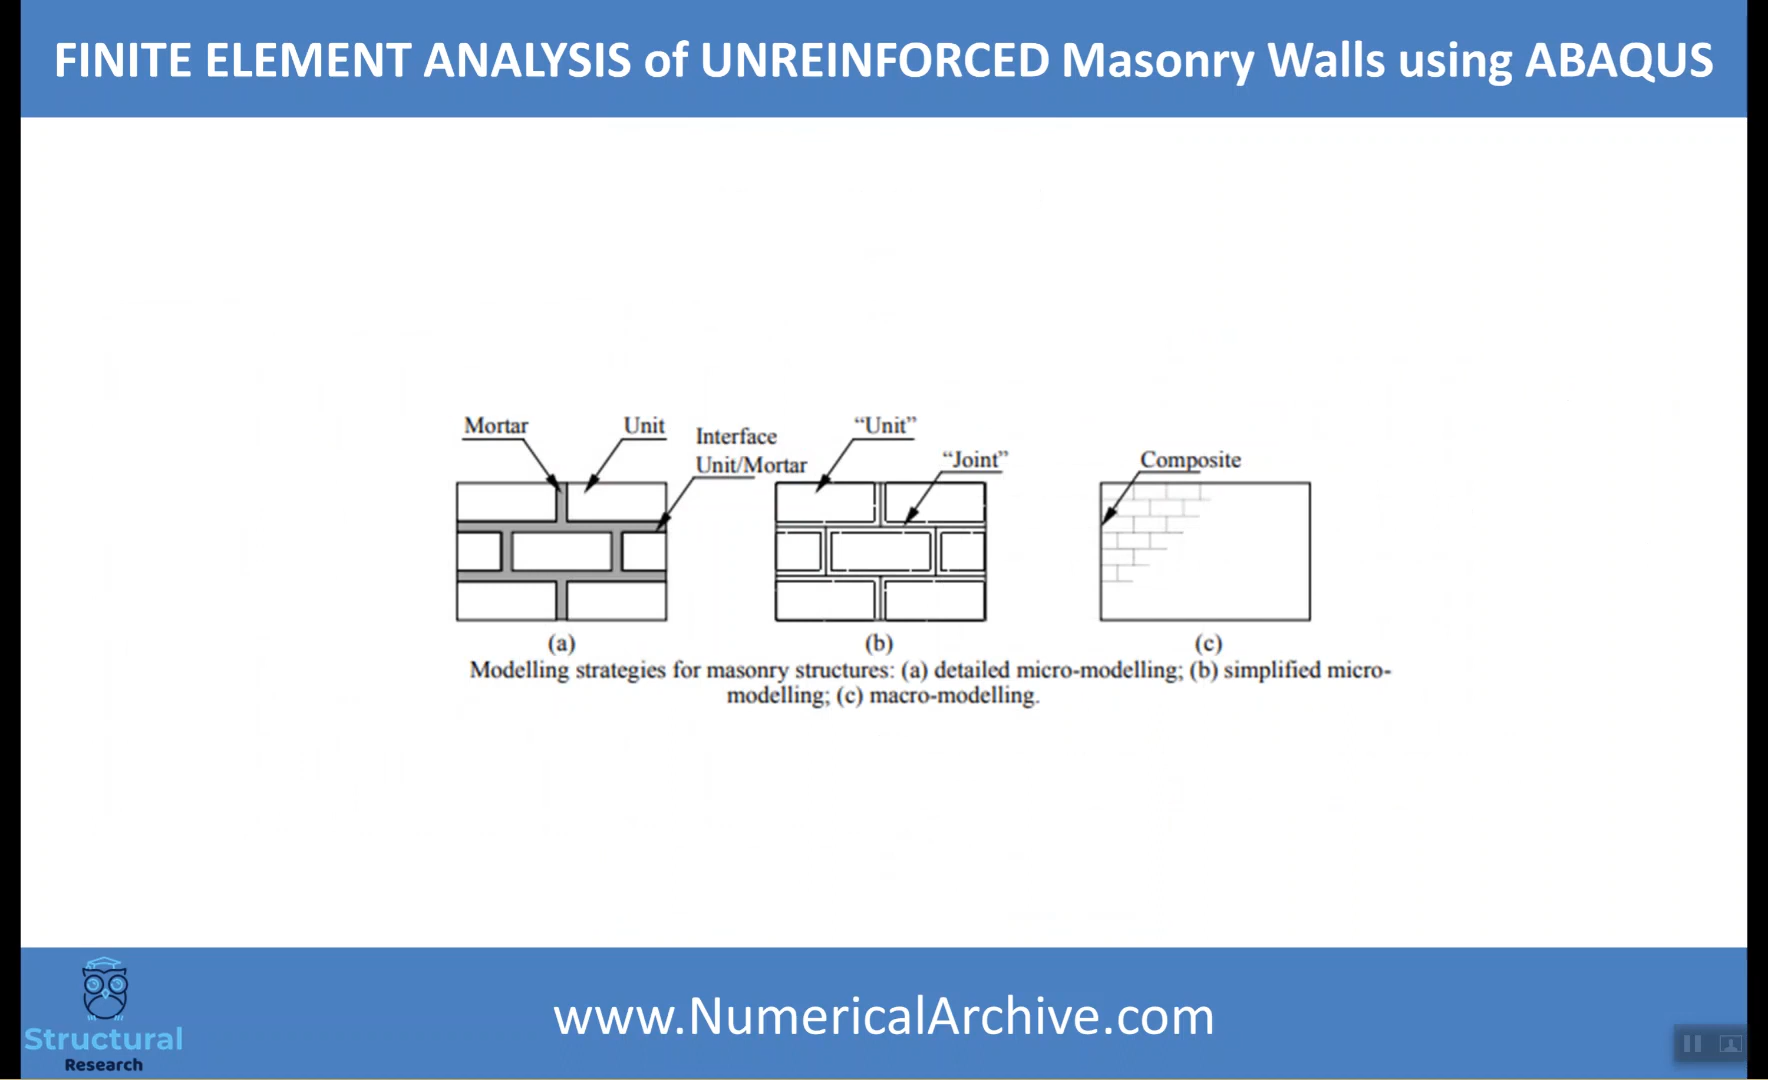 FINITE ELEMENT ANALYSIS of UNREINFORCED Masonry Walls using ABAQUS
Mortar
Unit
Interface
Unit/Mortar
“Unit”
“Joint”
Composite
(a)
(b)
(c)
Modelling strategies for masonry structures: (a) detailed micro-modelling; (b) simplified micro-
modelling; (c) macro-modelling.
Structural
Research
www.NumericalArchive.com